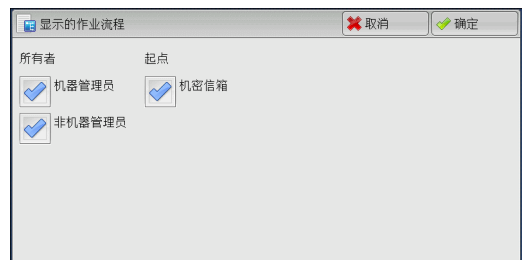 显示的作业流程
取消
确定
所有者
起点
机器管理员
机密信箱
非机器管理员